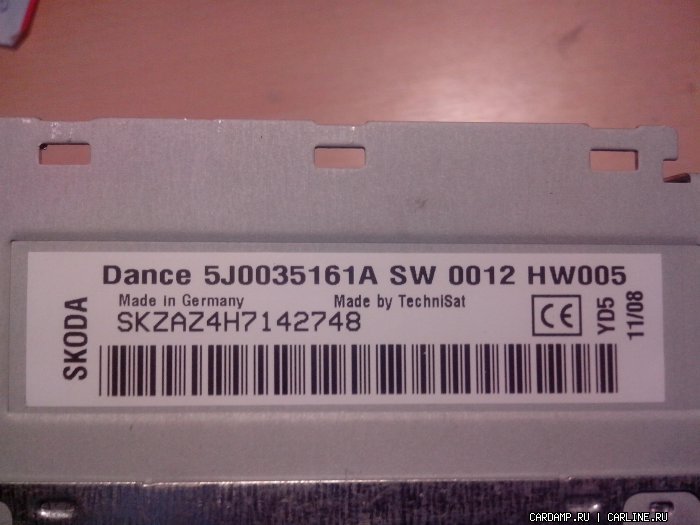 Dance 5J0035161A SW 0012 HW005
Made in Germany Made by TechniSat
SKZAZ4H7142748
SKODA
CE
YD5
11/08
CARDAMP.RU | CARLINE.RU